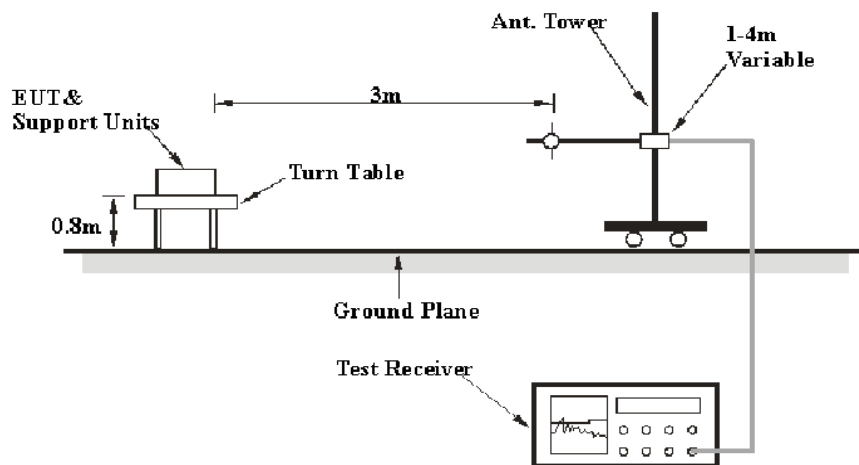 Ant. Tower
1-4m
Variable
3m
EUT&
Support Units
Turn Table
0.8m
Ground Plane
Test Receiver